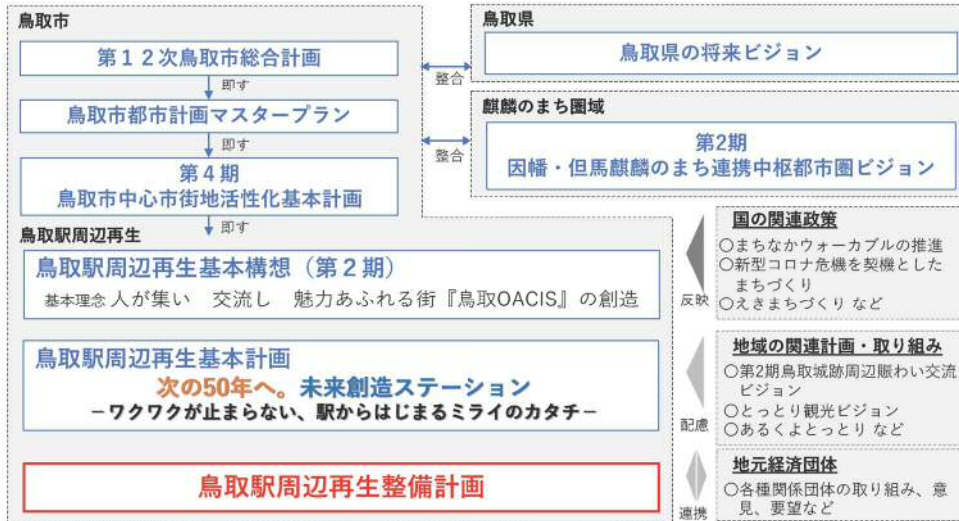 鳥取市
第１２次鳥取市総合計画
即す
鳥取市都市計画マスタープラン
即す
第４期
鳥取市中心市街地活性化基本計画
即す
整合
鳥取県
鳥取県の将来ビジョン
整合
麒麟のまち圏域
第2期
因幡・但馬麒麟のまち連携中枢都市圏ビジョン
鳥取駅周辺再生
鳥取駅周辺再生基本構想（第２期）
基本理念 人が集い　交流し　魅力あふれる街『鳥取OACIS』の創造
反映
国の関連政策
○まちなかウォーカブルの推進
○新型コロナ危機を契機とした
まちづくり
○えきまちづくり など
鳥取駅周辺再生基本計画
次の50年へ。未来創造ステーション
−ワクワクが止まらない、駅からはじまるミライのカタチ−
配慮
地域の関連計画・取り組み
○第2期鳥取城跡周辺賑わい交流
ビジョン
○とっとり観光ビジョン
○あるくよとっとり など
鳥取駅周辺再生整備計画
連携
地元経済団体
○各種関係団体の取り組み、意
見、要望など